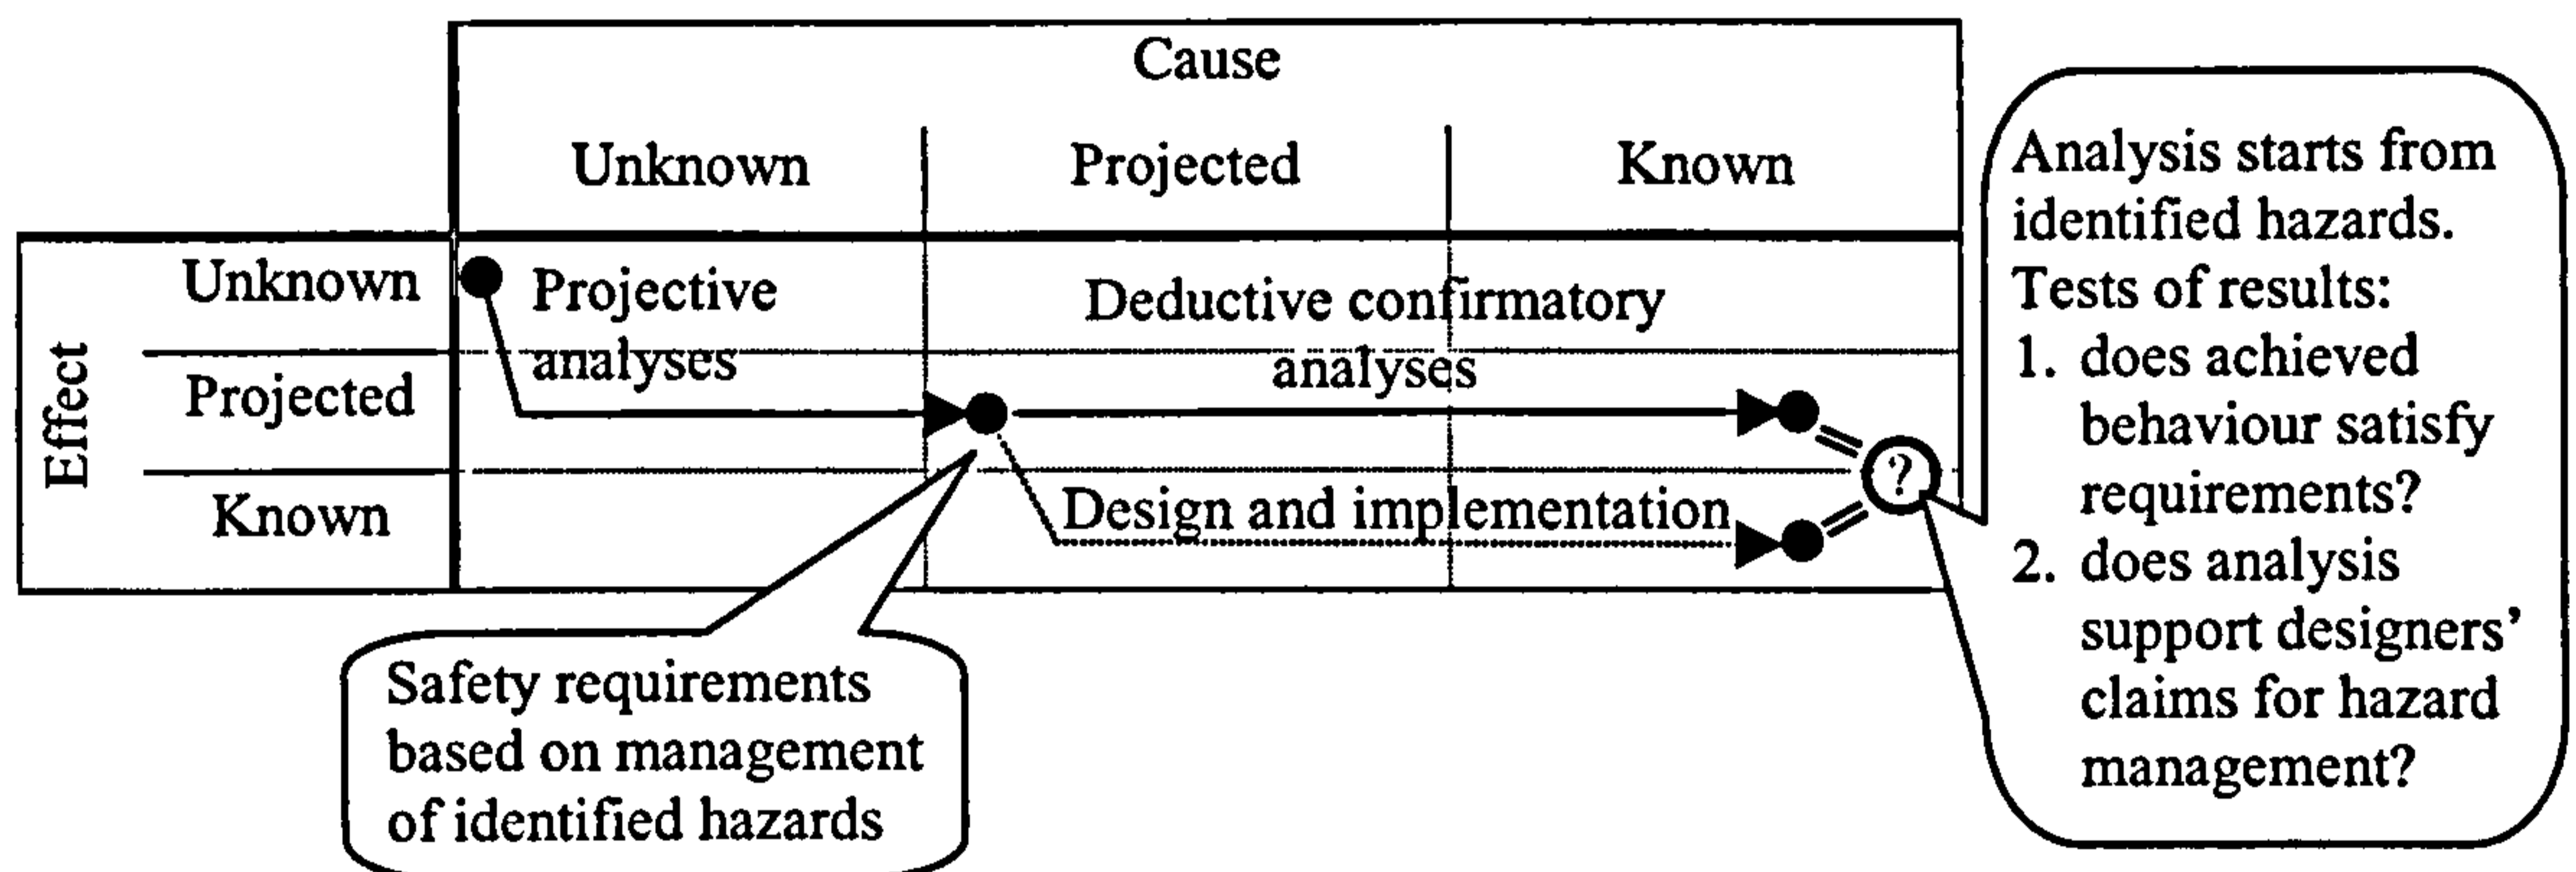 Cause
Unknown
Projected
Known
Effect
Unknown
Projected
Known
Projective
analyses
Deductive confirmatory
analyses
Design and implementation
?
Safety requirements
based on management
of identified hazards
Analysis starts from
identified hazards.
Tests of results:
1. does achieved
behaviour satisfy
requirements?
2. does analysis
support designers’
claims for hazard
management?